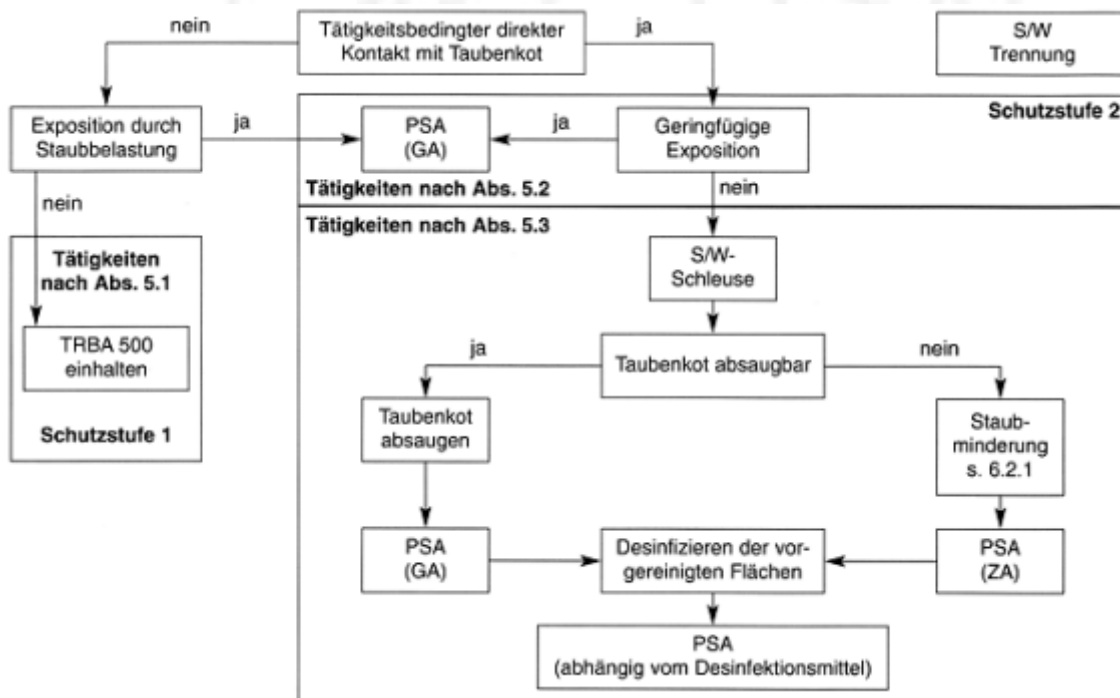 nein
Tätigkeitsbedingter direkter
Kontakt mit Taubenkot
ja
S/W
Trennung
Schutzstufe 2
Exposition durch
Staubbelastung
ja
PSA
(GA)
ja
Geringfügige
Exposition
Tätigkeiten nach Abs. 5.2
nein
nein
Tätigkeiten nach Abs. 5.3
Tätigkeiten
nach Abs. 5.1
S/W-
Schleuse
TRBA 500
einhalten
Schutzstufe 1
ja
Taubenkot absaugbar
nein
Taubenkot
absaugen
Staub-
minderung
s. 6.2.1
PSA
(GA)
Desinfizieren der vor-
gereinigten Flächen
PSA
(ZA)
PSA
(abhängig vom Desinfektionsmittel)